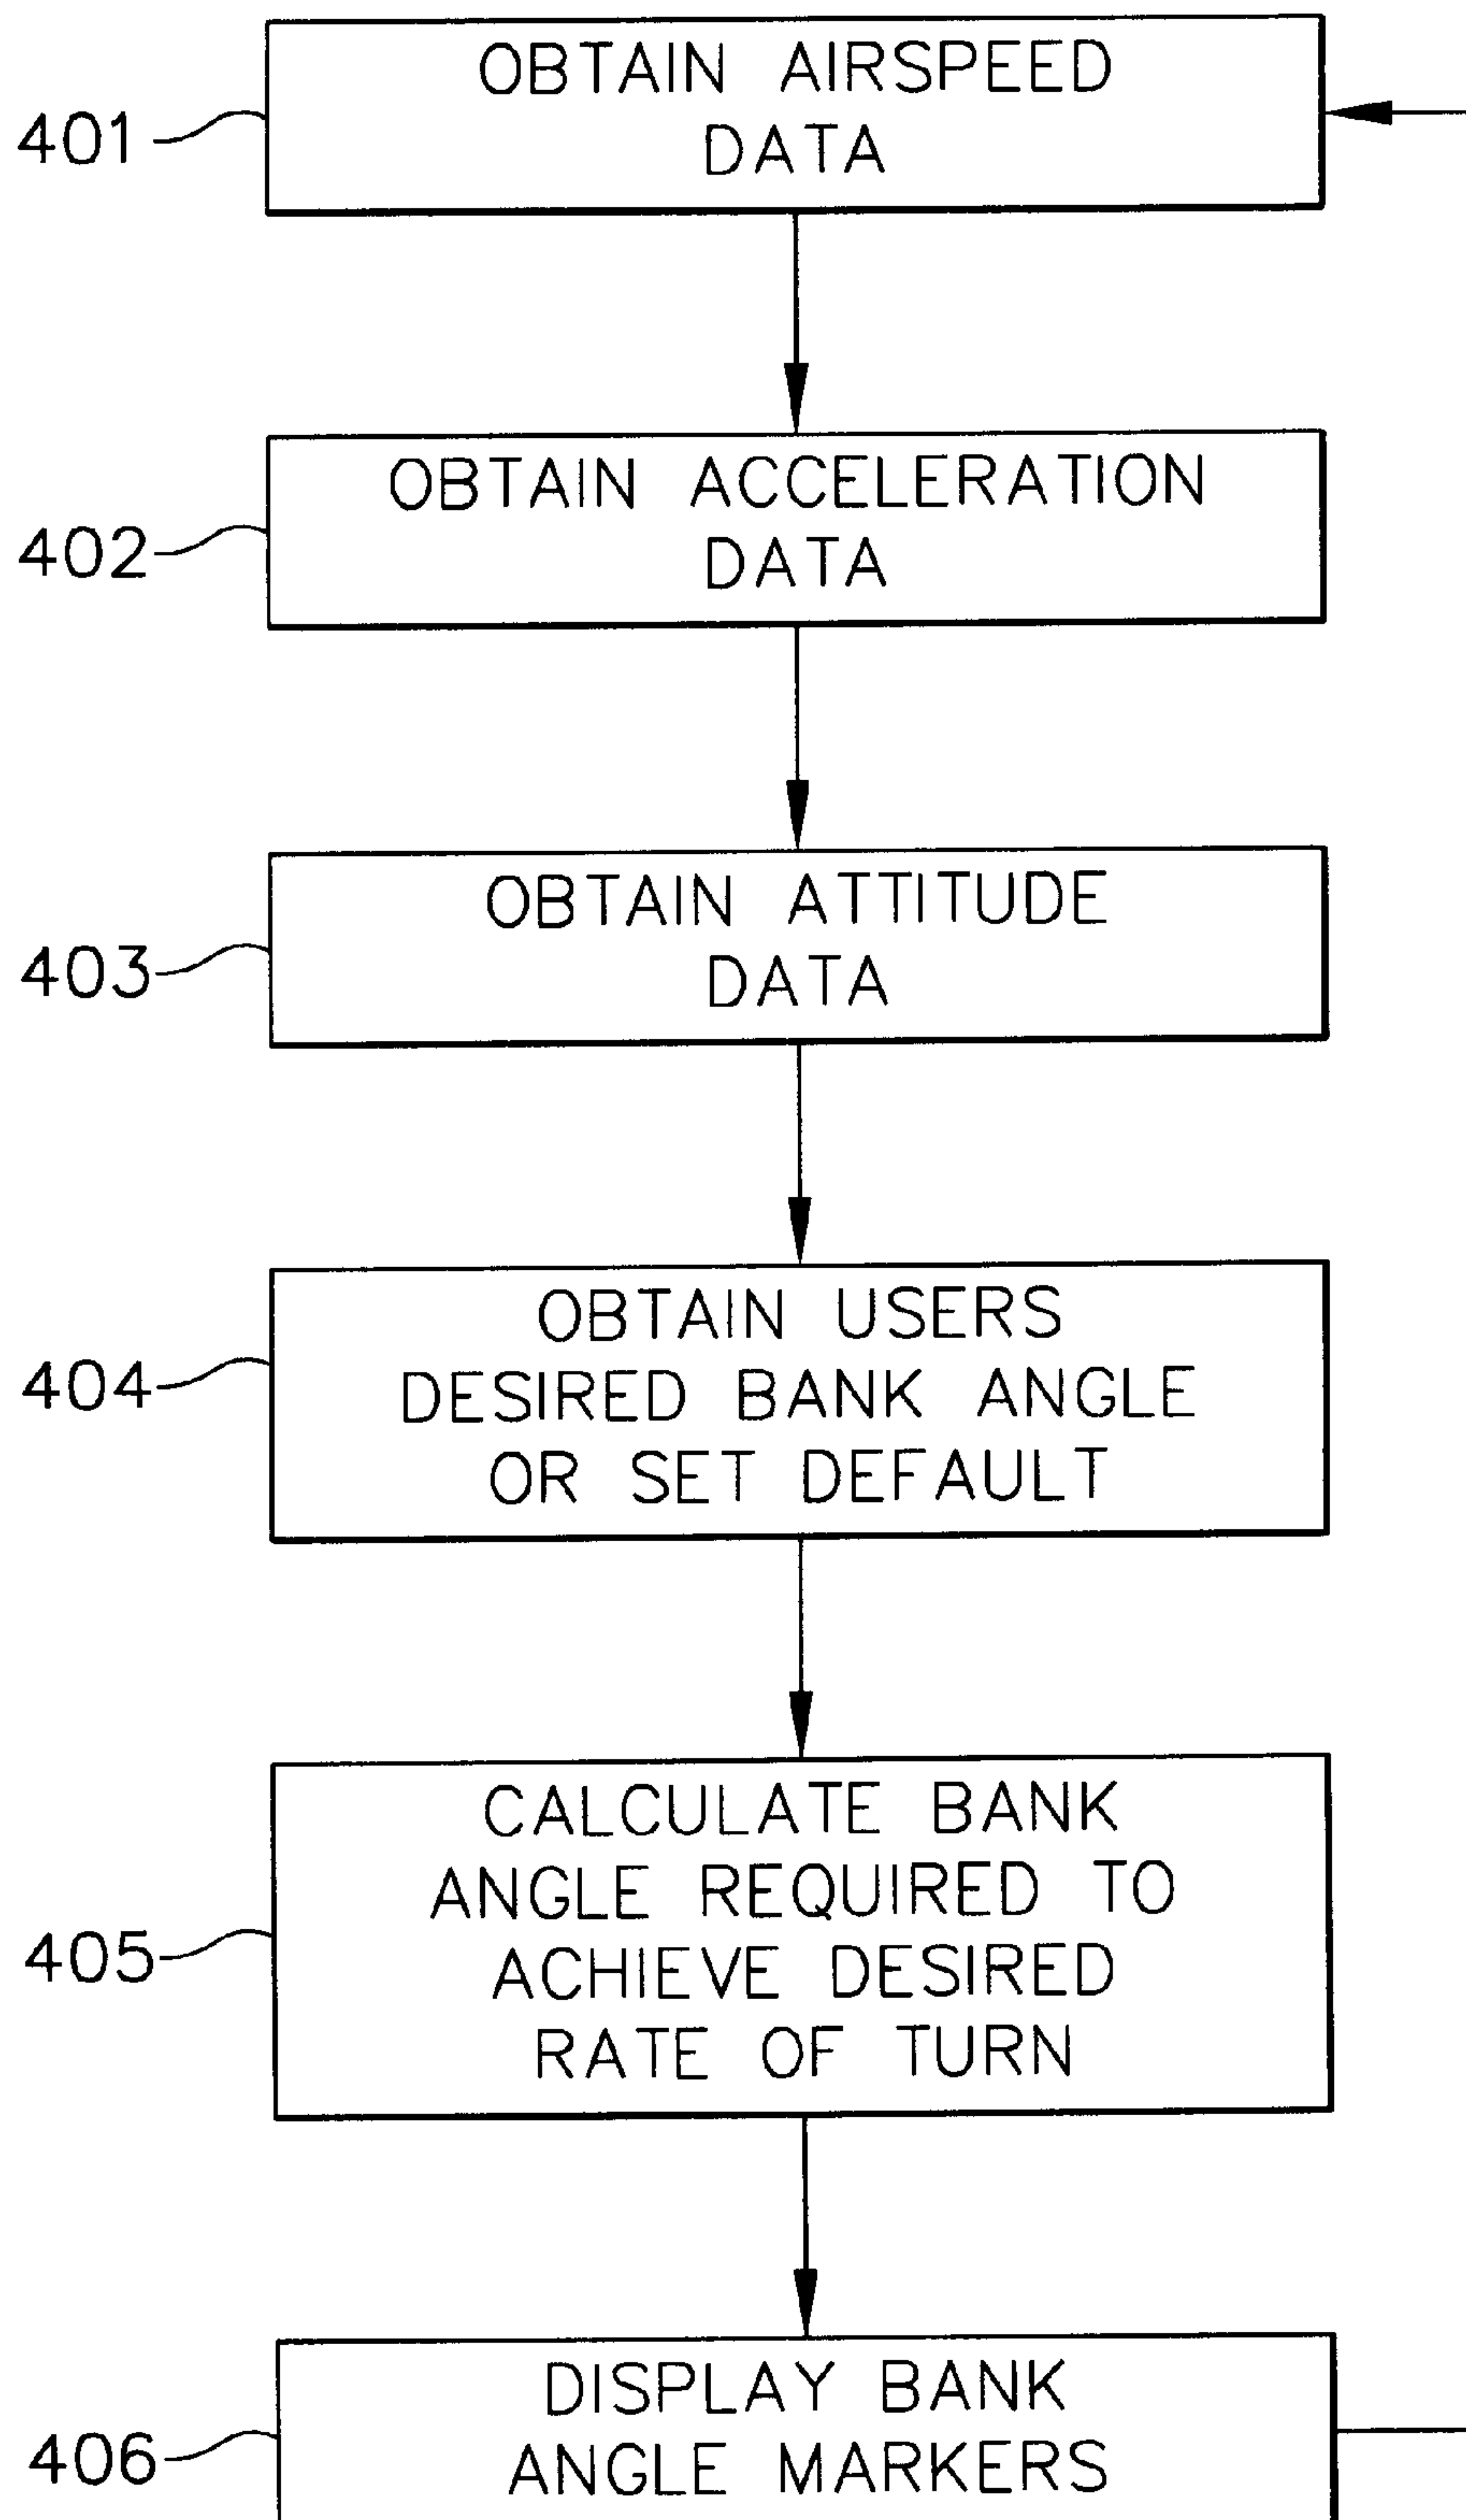 OBTAIN AIRSPEED
DATA
401
OBTAIN ACCELERATION
DATA
402
OBTAIN ATTITUDE
DATA
403
OBTAIN USERS
DESIRED BANK ANGLE
OR SET DEFAULT
404
CALCULATE BANK
ANGLE REQUIRED TO
ACHIEVE DESIRED
RATE OF TURN
405
DISPLAY BANK
ANGLE MARKERS
406